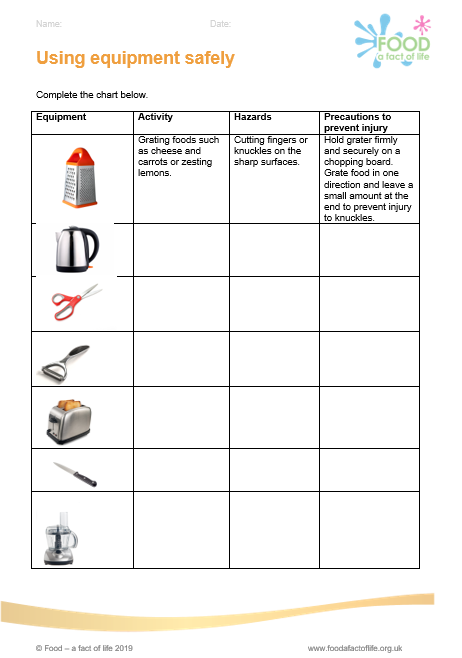 Name:
Date:
FOOD
a fact of life
Using equipment safely
Complete the chart below.
Equipment
Activity
Hazards
Precautions to
prevent injury
Grating foods such
as cheese and
carrots or zesting
lemons.
Cutting fingers or
knuckles on the
sharp surfaces.
Hold grater firmly
and securely on a
chopping board.
Grate food in one
direction and leave a
small amount at the
end to prevent injury
to knuckles.
© Food – a fact of life 2019
www.foodafactoflife.org.uk